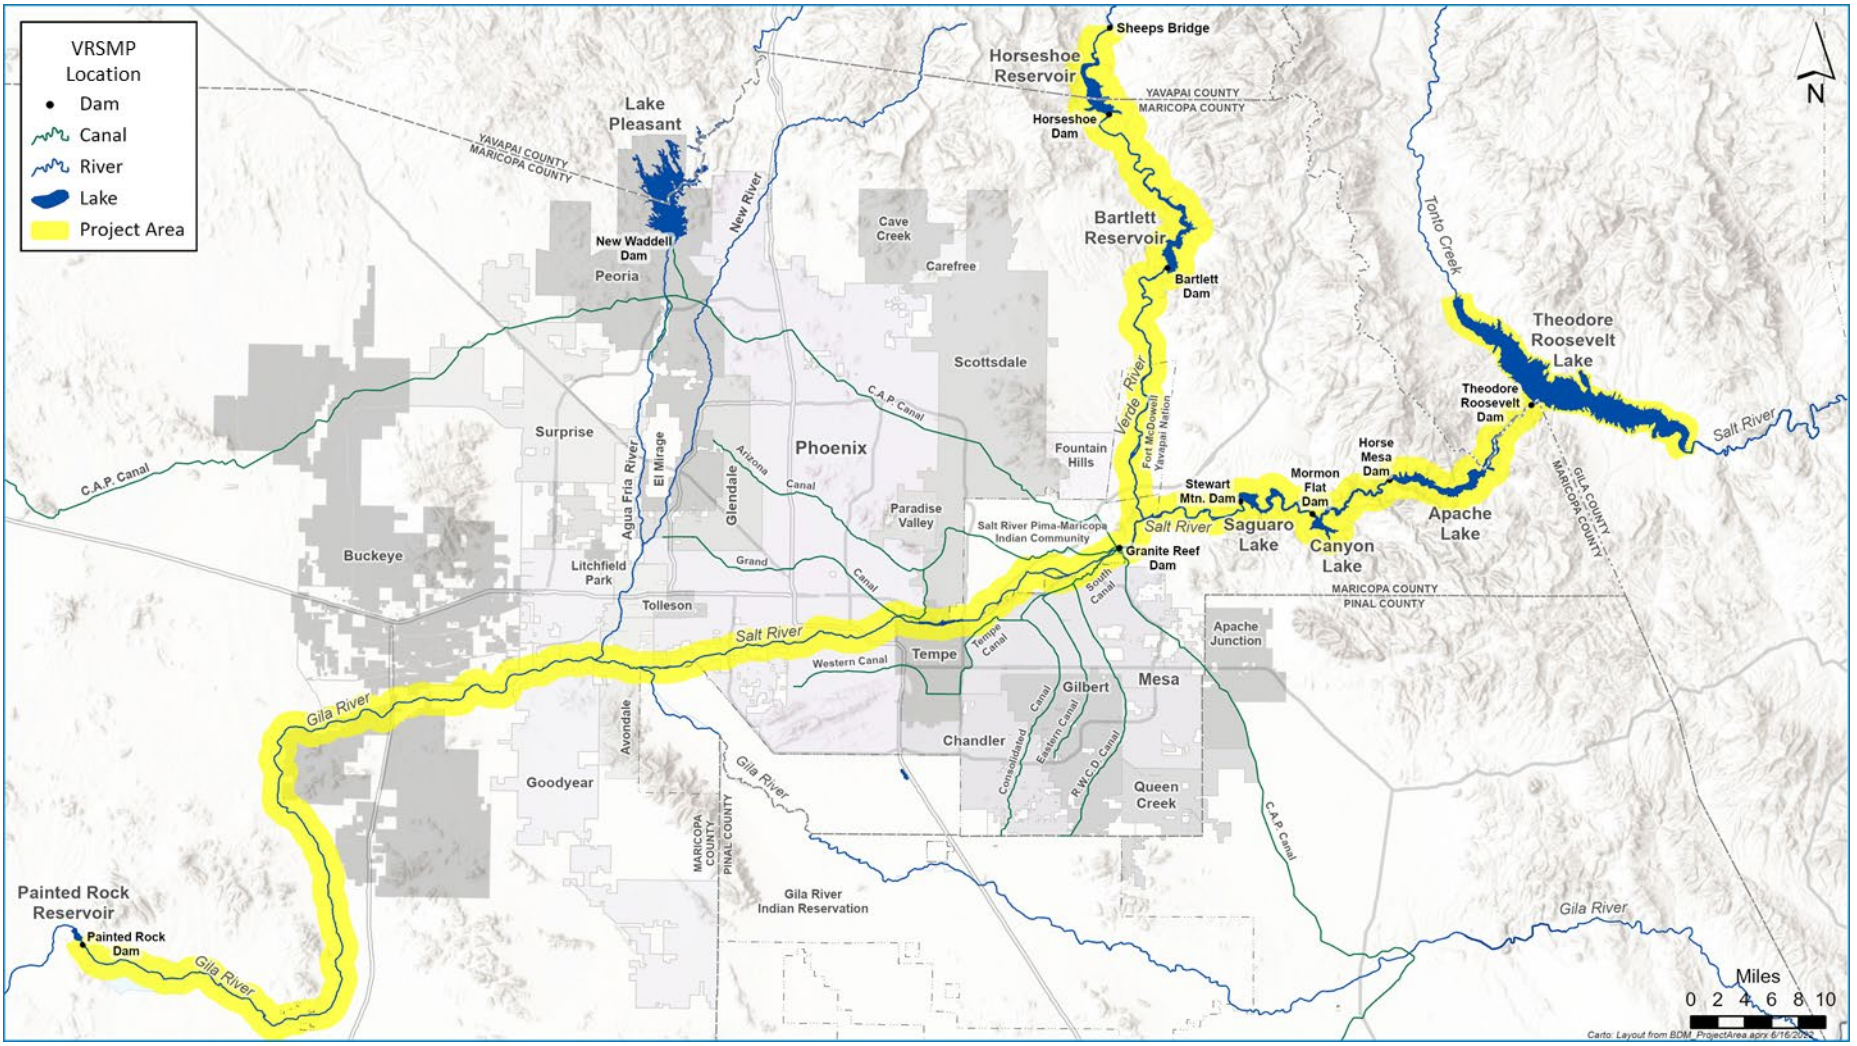 VRSMP
Location
Dam
Canal
River
Lake
Project Area
Sheeps Bridge
Horseshoe
Reservoir
YAVAPAI COUNTY
MARICOPA COUNTY
Horseshoe
Dam
N
Lake
Pleasant
YAVAPAI COUNTY
MARICOPA COUNTY
New River
New Waddell
Dam
Peoria
Cave
Creek
Carefree
Bartlett
Reservoir
Bartlett
Dam
Tonto Creek
Theodore
Roosevelt
Lake
Theodore
Roosevelt
Dam
Salt River
Scottsdale
C.A.P. Canal
Verde River
Fort McDowell
Yavapai Nation
Fountain
Hills
Surprise
El Mirage
Agua Fria River
Glendale
Phoenix
Arizona
Canal
C.A.P. Canal
Paradise
Valley
Salt River Pima-Maricopa
Indian Community
Stewart
Mtn. Dam
Mormon
Flat
Dam
Horse
Mesa
Dam
Salt River
Saguaro
Lake
Canyon
Lake
Apache
Lake
GILA COUNTY
MARICOPA COUNTY
Granite Reef
Dam
South
Canal
Buckeye
Litchfield
Park
Grand
Canal
Tolleson
MARICOPA COUNTY
PINAL COUNTY
Apache
Junction
Salt River
Western Canal
Tempe
Tempe
Canal
Gilbert
Mesa
Gila River
Avondale
Goodyear
Chandler
Consolidated
Canal
Eastern Canal
R.W.C.D. Canal
Queen
Creek
Gila River
MARICOPA
COUNTY
PINAL COUNTY
C.A.P. Canal
Gila River
Indian Reservation
Painted Rock
Reservoir
Painted Rock
Dam
Gila River
Gila River
Miles
0 2 4 6 8 10
Carto: Layout from BDM_ProjectArea.aprx 6/16/2022